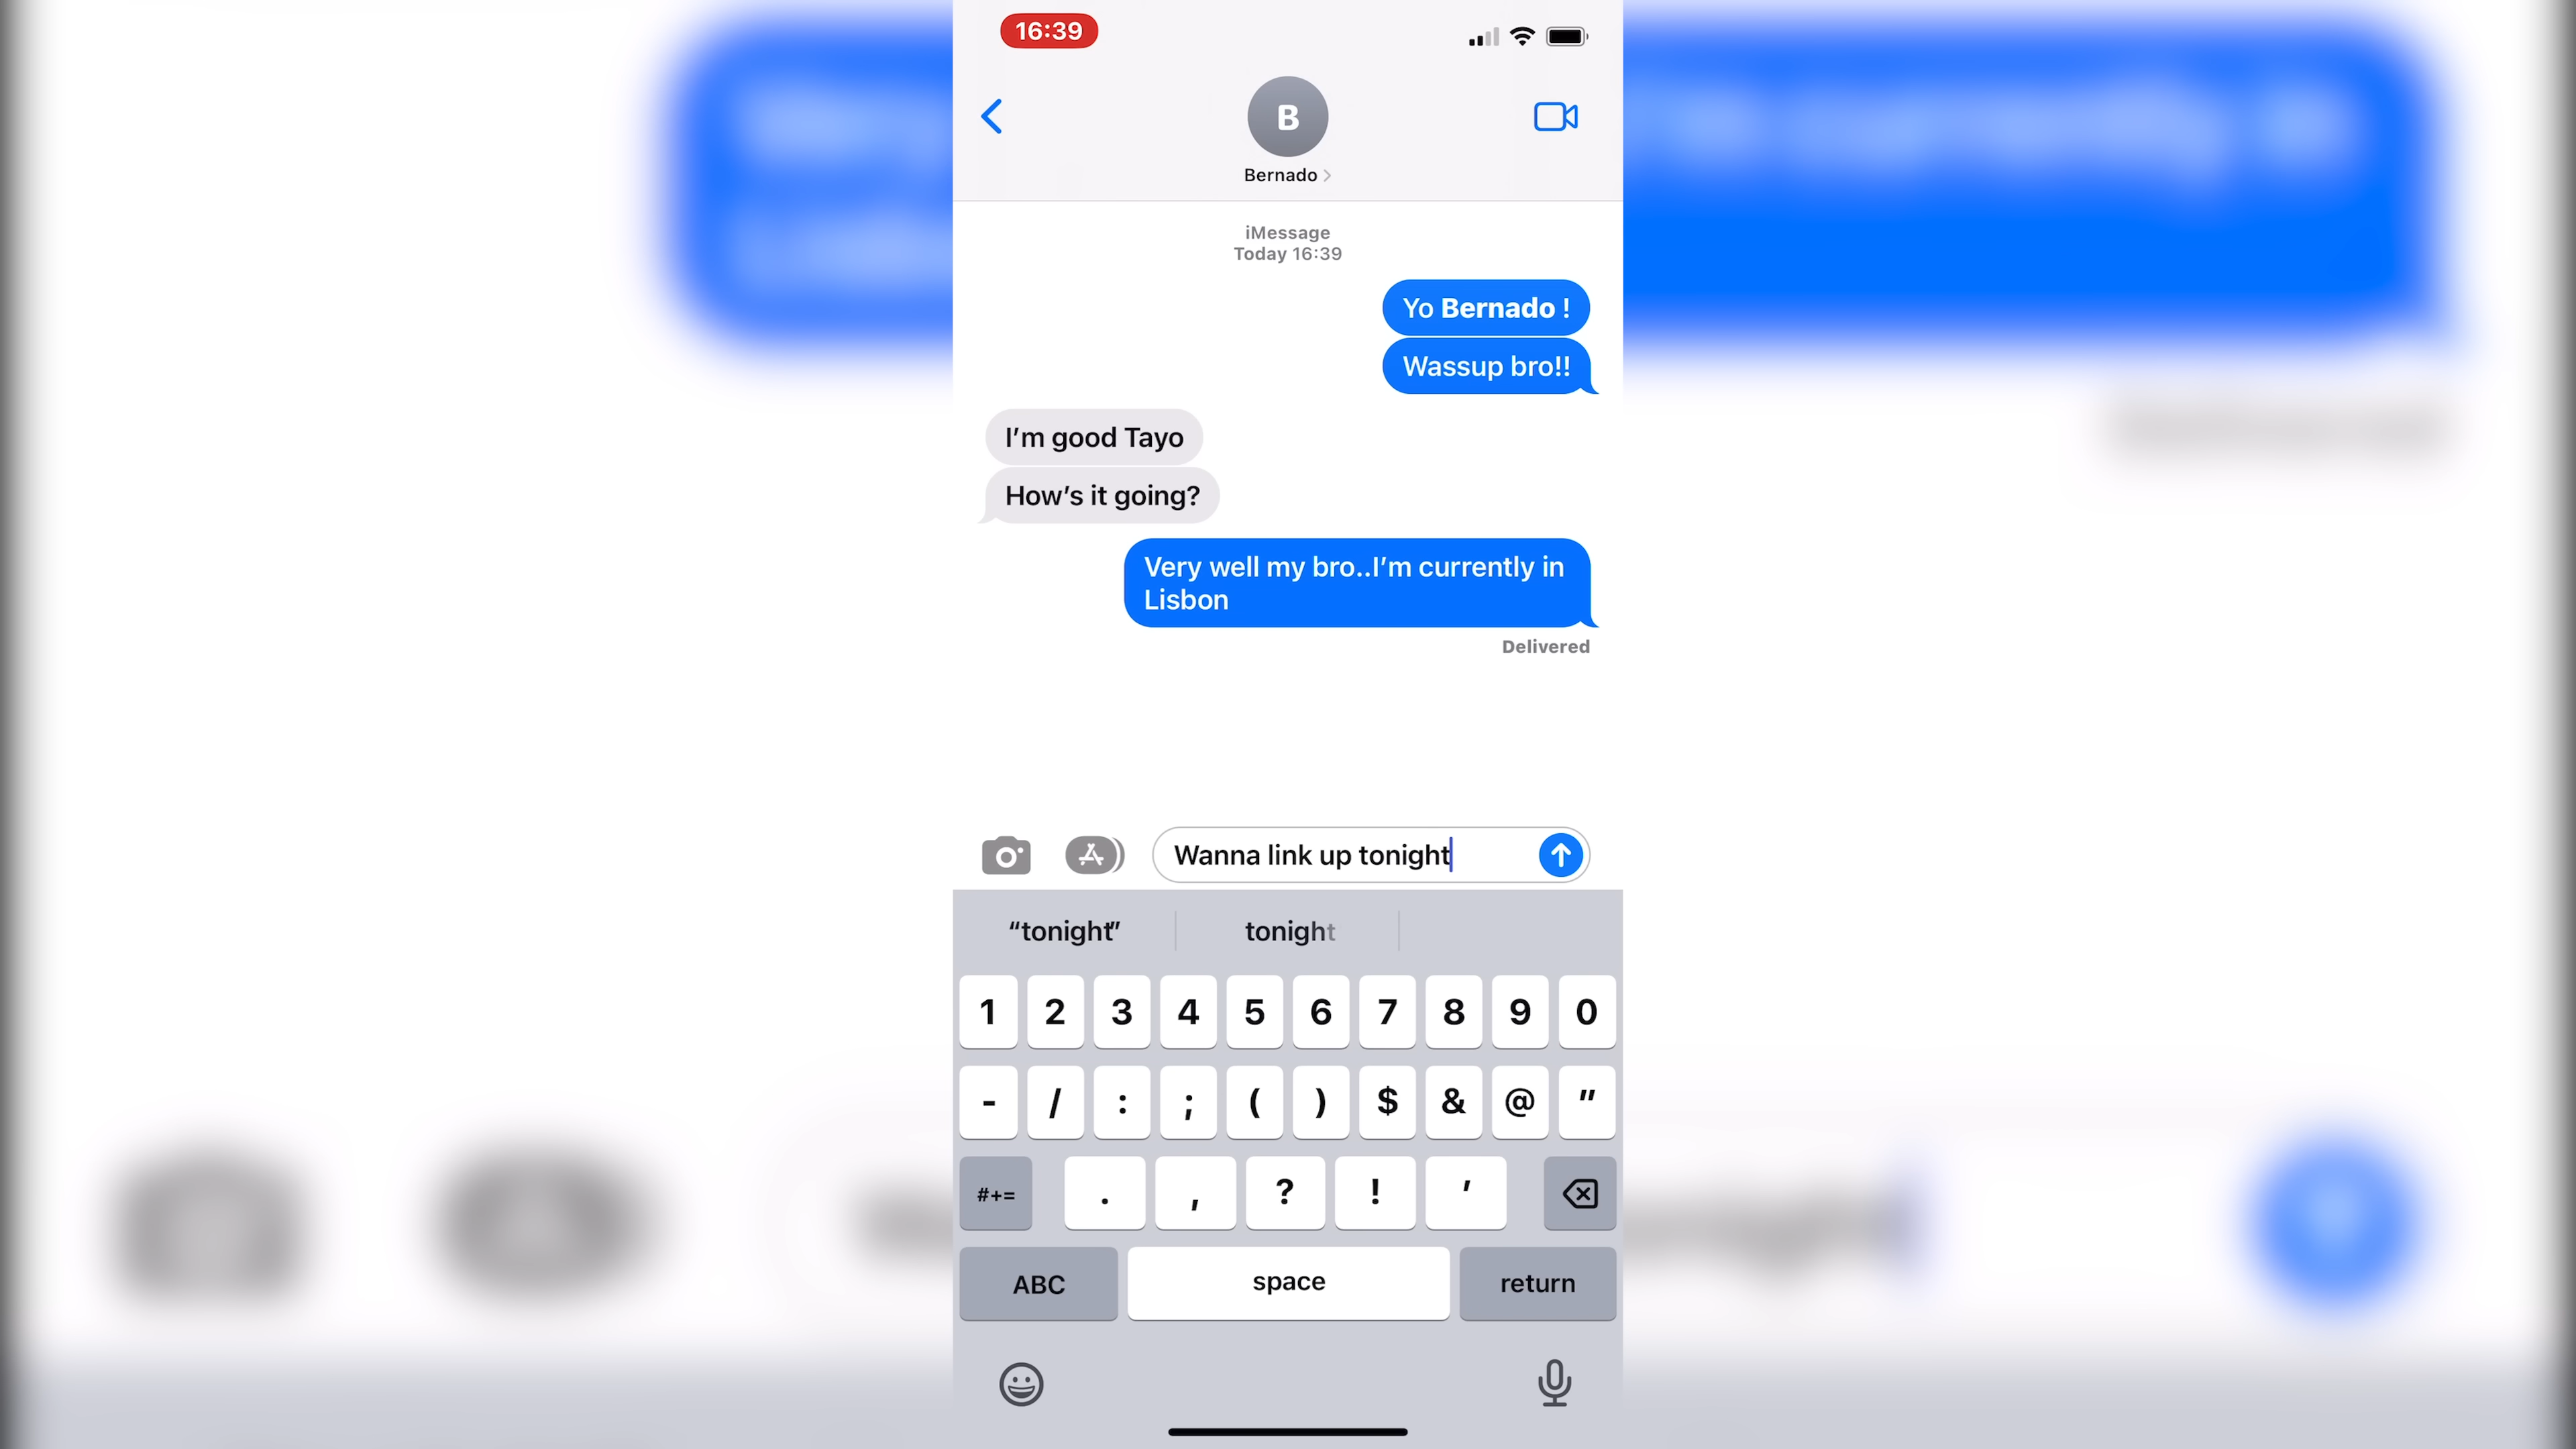 16:39
B
Bernado
iMessage
Today 16:39
Yo Bernado !
Wassup bro!!
I’m good Tayo
How’s it going?
Very well my bro..I’m currently in
Lisbon
Delivered
Wanna link up tonight
“tonight” tonight
1 2 3 4 5 6 7 8 9 0
- / : ; ( ) $ & @ "
#+= . , ? ! ’
ABC space return